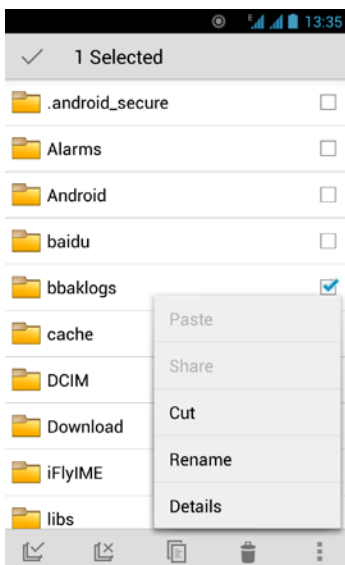 E 13:35
1 Selected
.android_secure
Alarms
Android
baidu
bbaklogs
Paste
cache
Share
DCIM
Cut
Download
Rename
iFlyIME
Details
libs